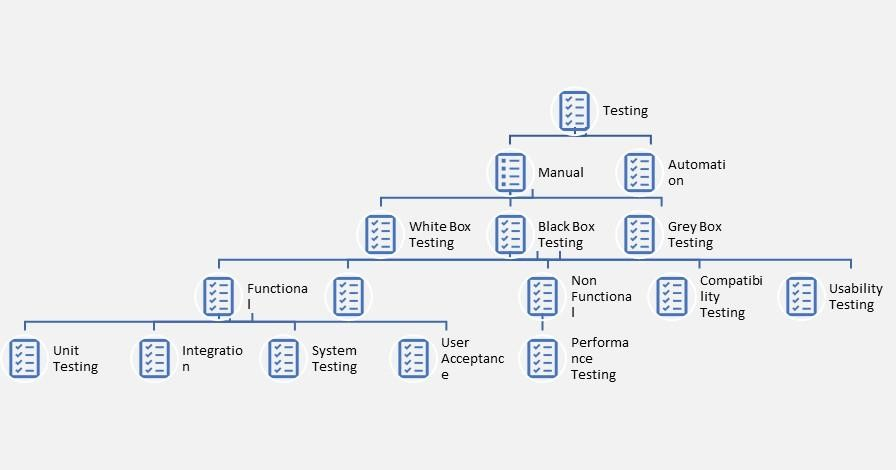 Testing
Manual
Automati
on
White Box
Testing
Black Box
Testing
Grey Box
Testing
Functiona
l
Non
Functiona
l
Compatibi
lity
Testing
Usability
Testing
Unit
Testing
Integratio
n
System
Testing
User
Acceptanc
e
Performa
nce
Testing